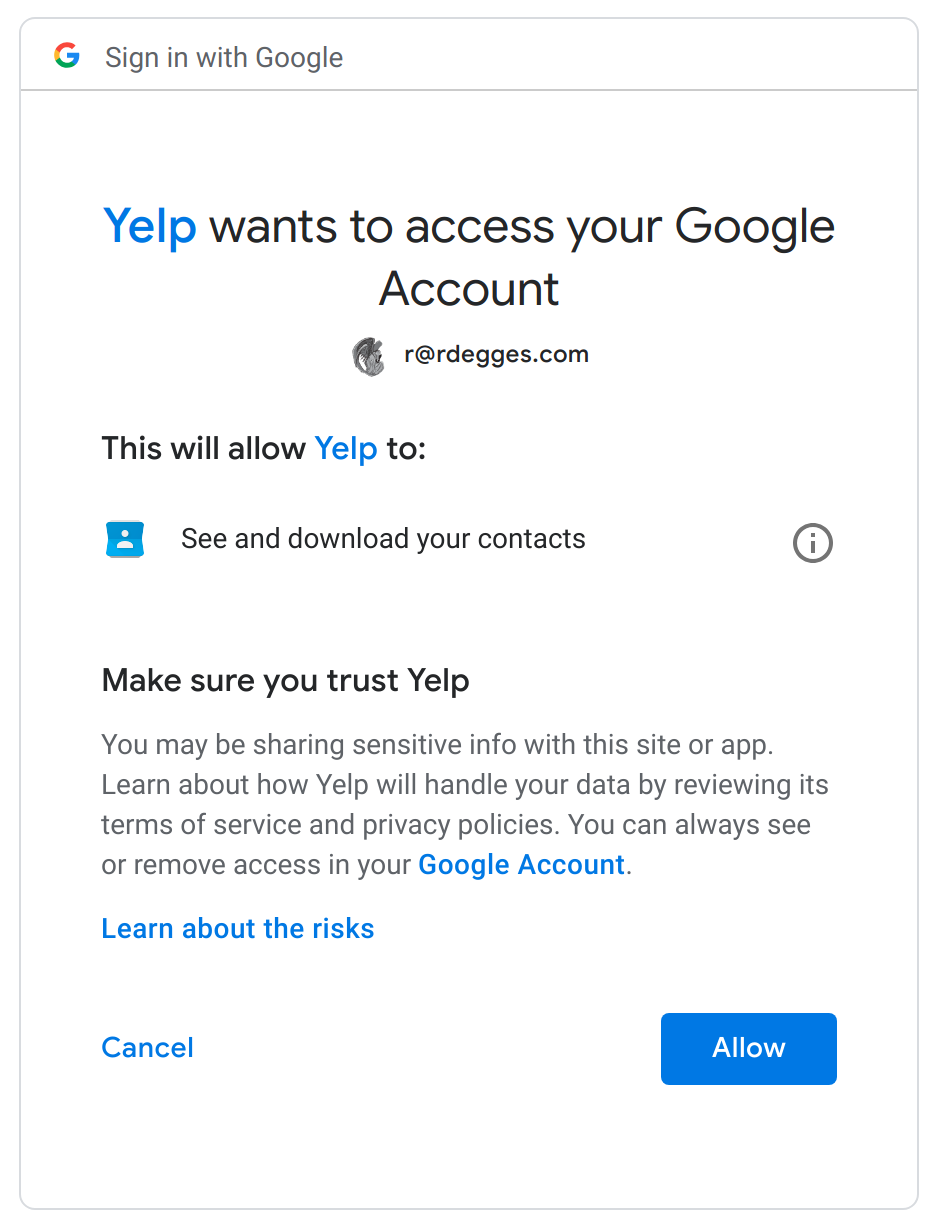 Sign in with Google
Yelp wants to access your Google
Account
r@rdegges.com
This will allow Yelp to:
See and download your contacts
Make sure you trust Yelp
You may be sharing sensitive info with this site or app.
Learn about how Yelp will handle your data by reviewing its
terms of service and privacy policies. You can always see
or remove access in your Google Account.
Learn about the risks
Cancel
Allow